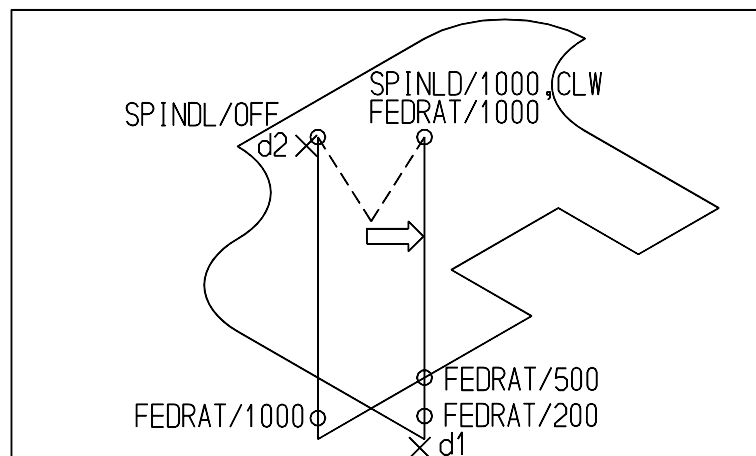 SPINLD/1000,CLW
SPINDL/OFF
FEDRAT/1000
d2
FEDRAT/500
FEDRAT/1000
FEDRAT/200
d1